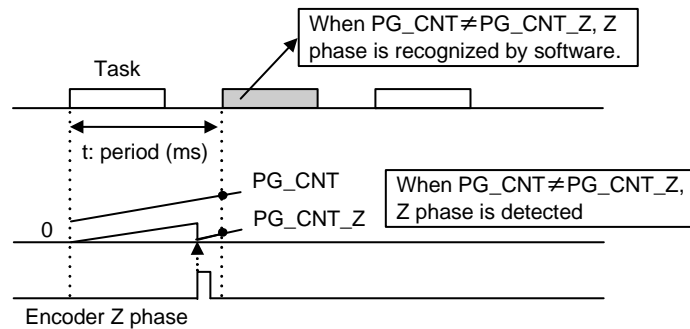 When PG_CNT≠PG_CNT_Z, Z
phase is recognized by software.
Task
t: period (ms)
PG_CNT
0
PG_CNT_Z
When PG_CNT≠PG_CNT_Z,
Z phase is detected
Encoder Z phase